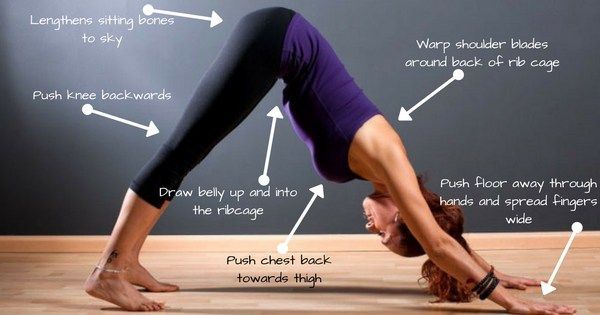 Lengthens sitting bones
to sky
Push knee backwards
Warp shoulder blades
around back of rib cage
Draw belly up and into
the ribcage
Push floor away through
hands and spread fingers
wide
Push chest back
towards thigh